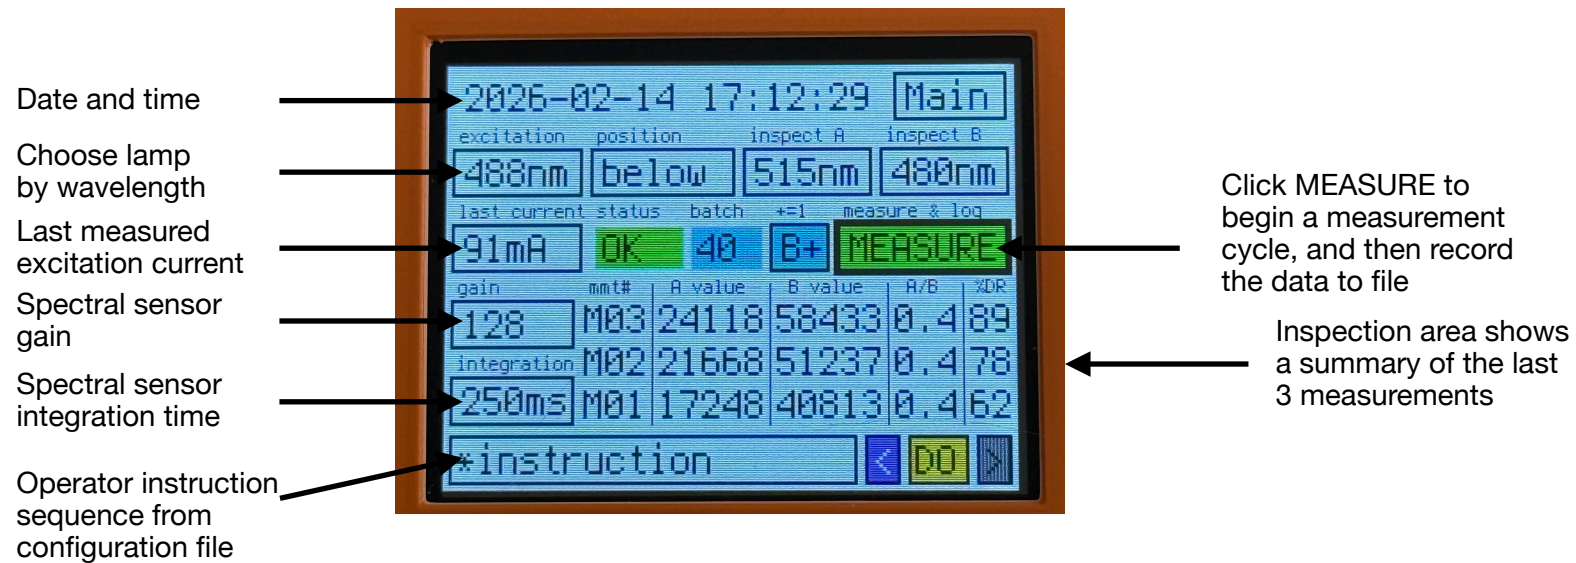 Date and time
Choose lamp
by wavelength
Last measured
excitation current
Spectral sensor
gain
Spectral sensor
integration time
Operator instruction
sequence from
configuration file
2026-02-14 17:12:29 Main
excitation position inspect A inspect B
488nm below 515nm 480nm
last current status batch +=1 measure & log
91mA OK 40 B+ MEASURE
gain mmt# A value B value A/B %DR
128 M03 24118 58433 0.4 89
integration M02 21668 51237 0.4 78
250ms M01 17248 40813 0.4 62
*instruction < DO >
Click MEASURE to
begin a measurement
cycle, and then record
the data to file
Inspection area shows
a summary of the last
3 measurements